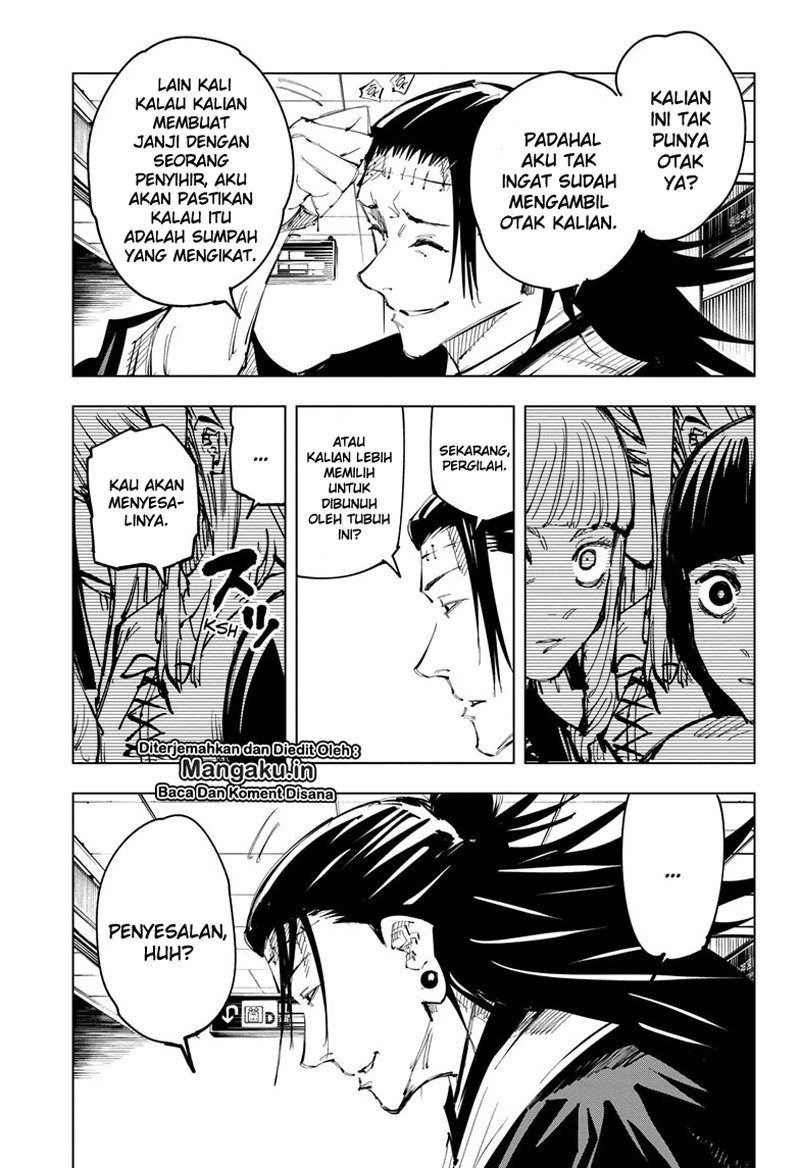 KALIAN
INI TAK
PUNYA
OTAK
YA?
PADAHAL
AKU TAK
INGAT SUDAH
MENGAMBIL
OTAK KALIAN.
LAIN KALI
KALAU KALIAN
MEMBUAT
JANJI DENGAN
SEORANG
PENYIHIR, AKU
AKAN PASTIKAN
KALAU ITU
ADALAH SUMPAH
YANG MENGIKAT.
SEKARANG,
PERGILAH.
ATAU
KALIAN LEBIH
MEMILIH
UNTUK
DIBUNUH
OLEH TUBUH
INI?
...
KAU AKAN
MENYESA-
LINYA.
スッ
KSH
Diterjemahkan dan Diedit Oleh :
Mangaku.in
Baca Dan Koment Disana
...
PENYESALAN,
HUH?
D